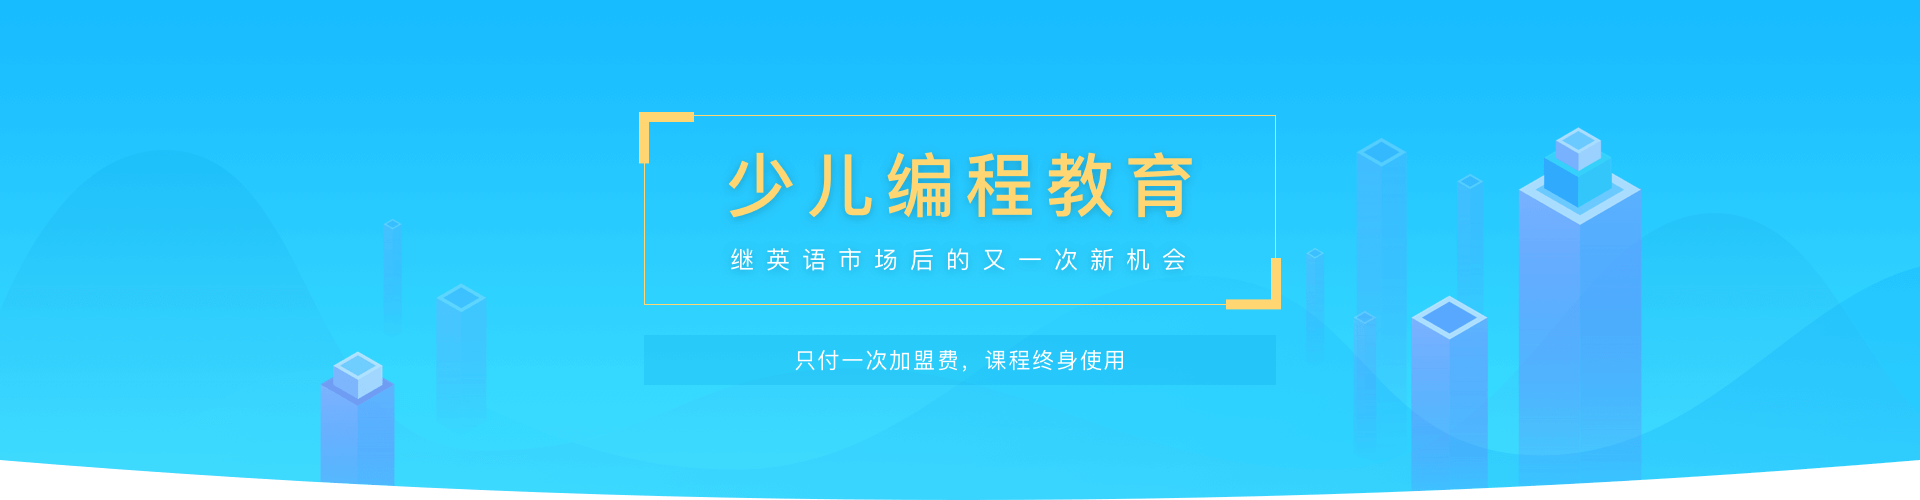 少儿编程教育
继英语市场后的又一次新机会
只付一次加盟费，课程终身使用